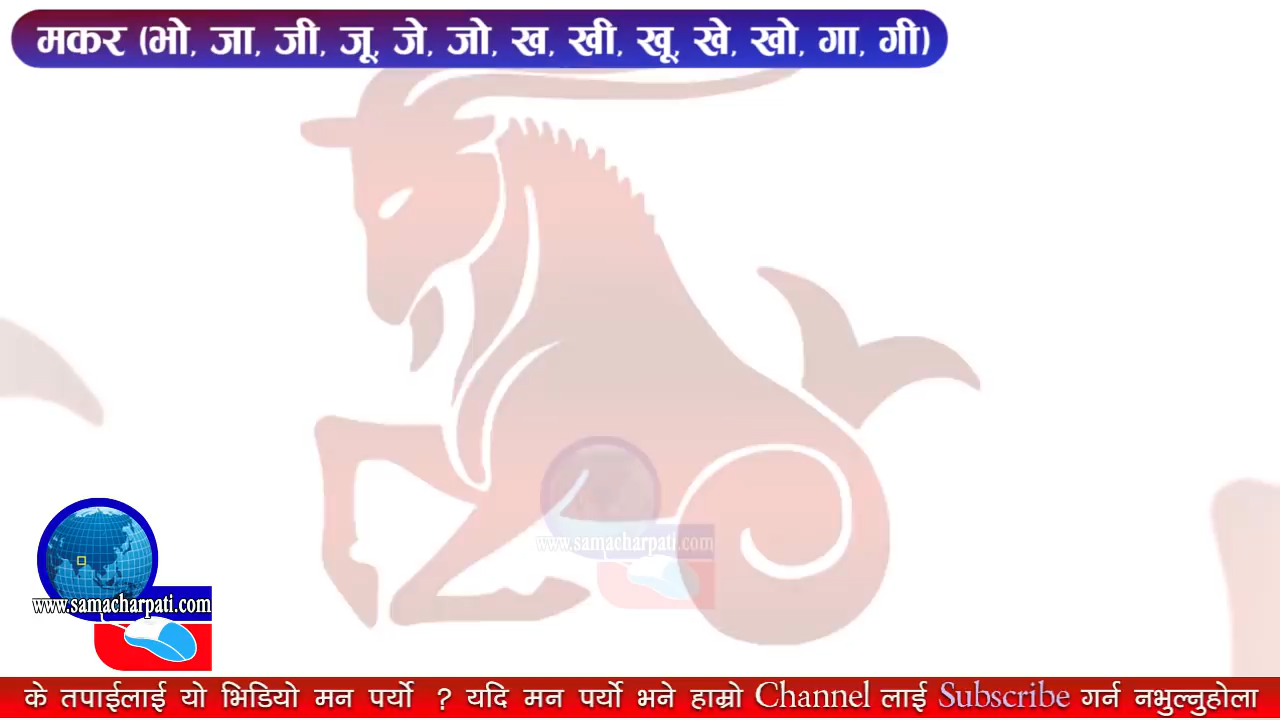 मकर (भो, जा, जी, जू, जे, जो, ख, खी, खू, खे, खो, गा, गी)
www.samacharpati.com
www.samacharpati.com
के तपाईलाई यो भिडियो मन पर्यो ? यदि मन पर्यो भने हाम्रो Channel लाई Subscribe गर्न नभुल्नुहोला